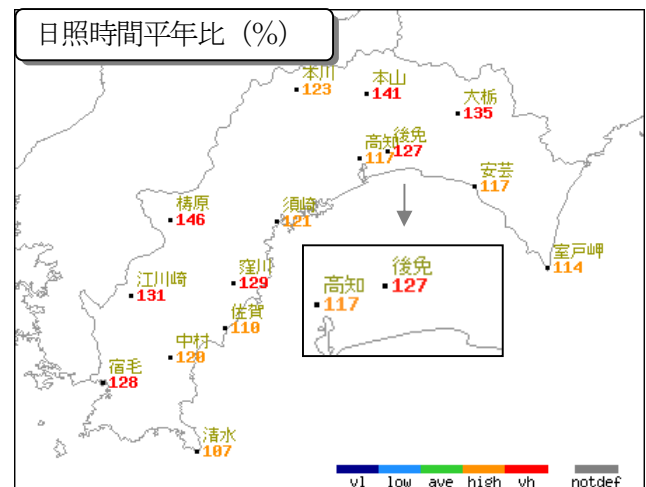 日照時間平年比（%）
本川
123
本山
141
大栃
135
高知
117
後免
127
安芸
117
梼原
146
須崎
121
室戸岬
114
江川崎
131
窪川
129
佐賀
110
中村
120
宿毛
128
清水
107
後免
127
高知
117
vl low ave high vh notdef